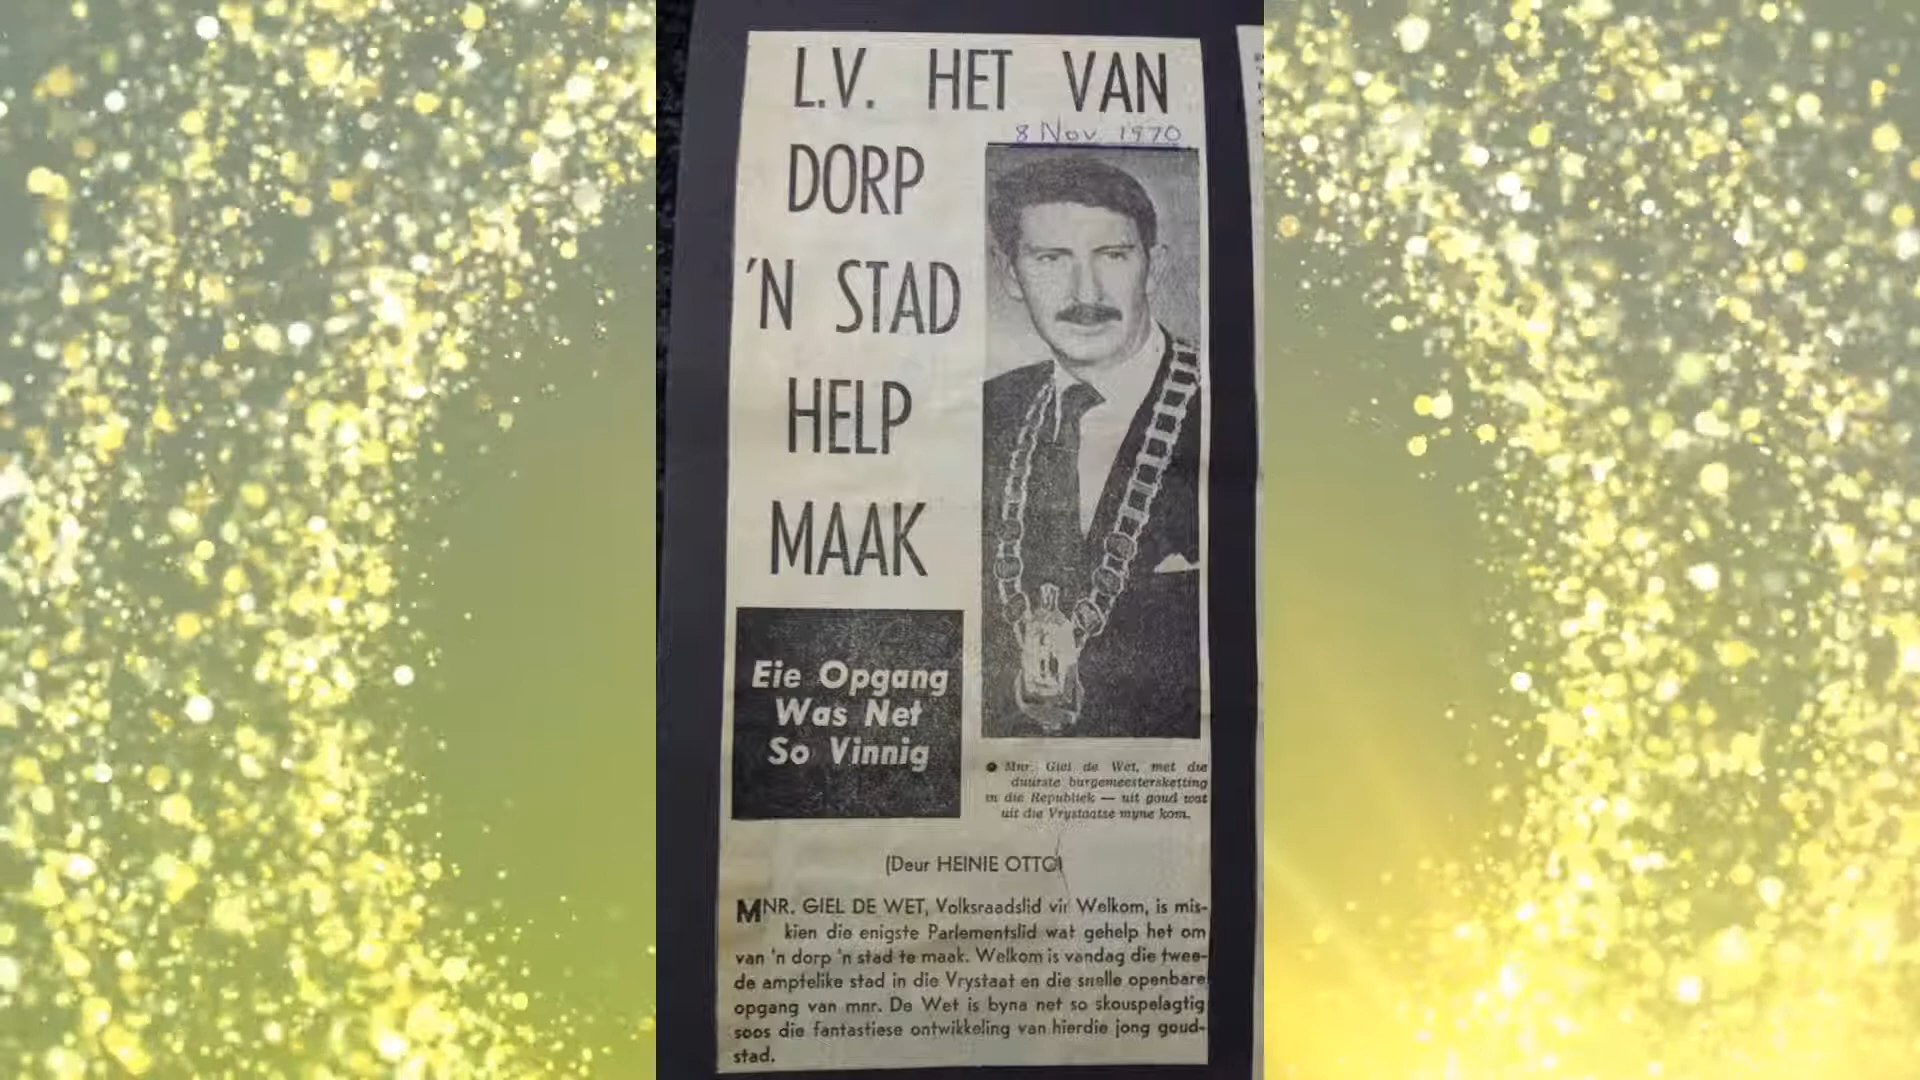 L.V. HET VAN
DORP
'N STAD
HELP
MAAK
8 Nov 1970
Eie Opgang
Was Net
So Vinnig
● Mnr. Giel de Wet, met die
duurste burgemeestersketting
in die Republiek — uit goud wat
uit die Vrystaatse myne kom.
(Deur HEINIE OTTO)
MNR. GIEL DE WET, Volksraadslid vir Welkom, is mis-
kien die enigste Parlementslid wat gehelp het om
van 'n dorp 'n stad te maak. Welkom is vandag die twee-
de amptelike stad in die Vrystaat en die snelle openbare
opgang van mnr. De Wet is byna net so skouspelagtig
soos die fantastiese ontwikkeling van hierdie jong goud-
stad.